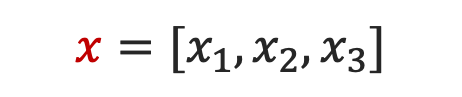 x = [x₁, x₂, x₃]